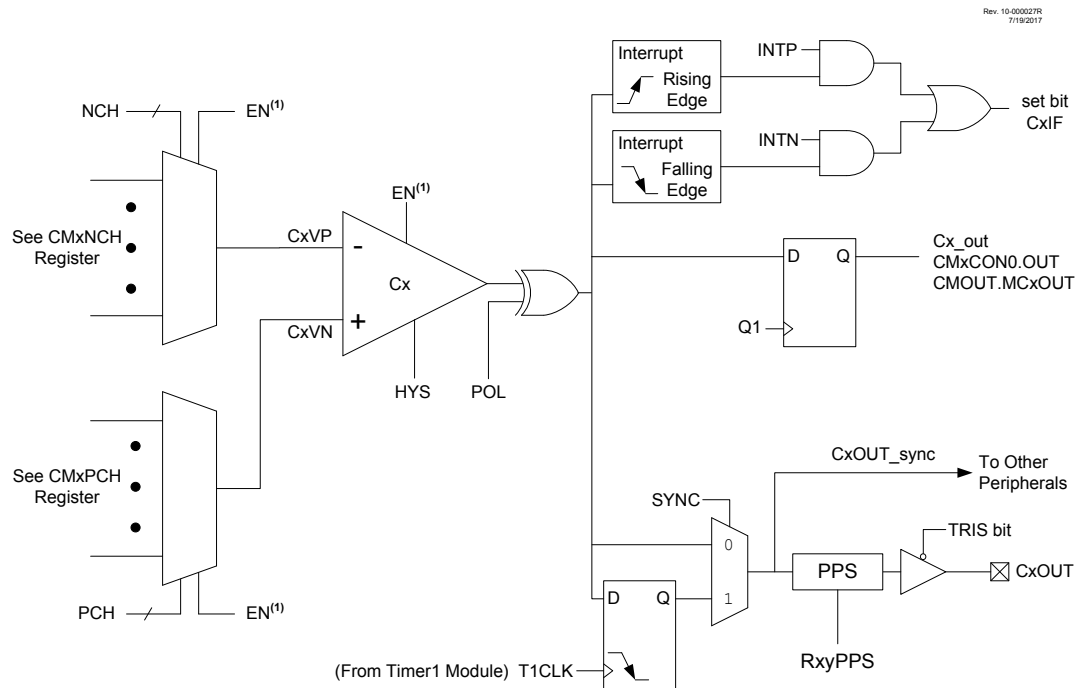 Rev. 10-000027R
7/19/2017
Interrupt
Rising
Edge
INTP
set bit
CxIF
NCH
EN(1)
Interrupt
Falling
Edge
INTN
See CMxNCH
Register
EN(1)
CxVP
-
Cx
+
CxVN
HYS
POL
D
Q
Q1
Cx_out
CMxCON0.OUT
CMOUT.MCxOUT
See CMxPCH
Register
PCH
EN(1)
CxOUT_sync
To Other
Peripherals
SYNC
0
1
TRIS bit
PPS
CxOUT
RxyPPS
D
Q
(From Timer1 Module) T1CLK